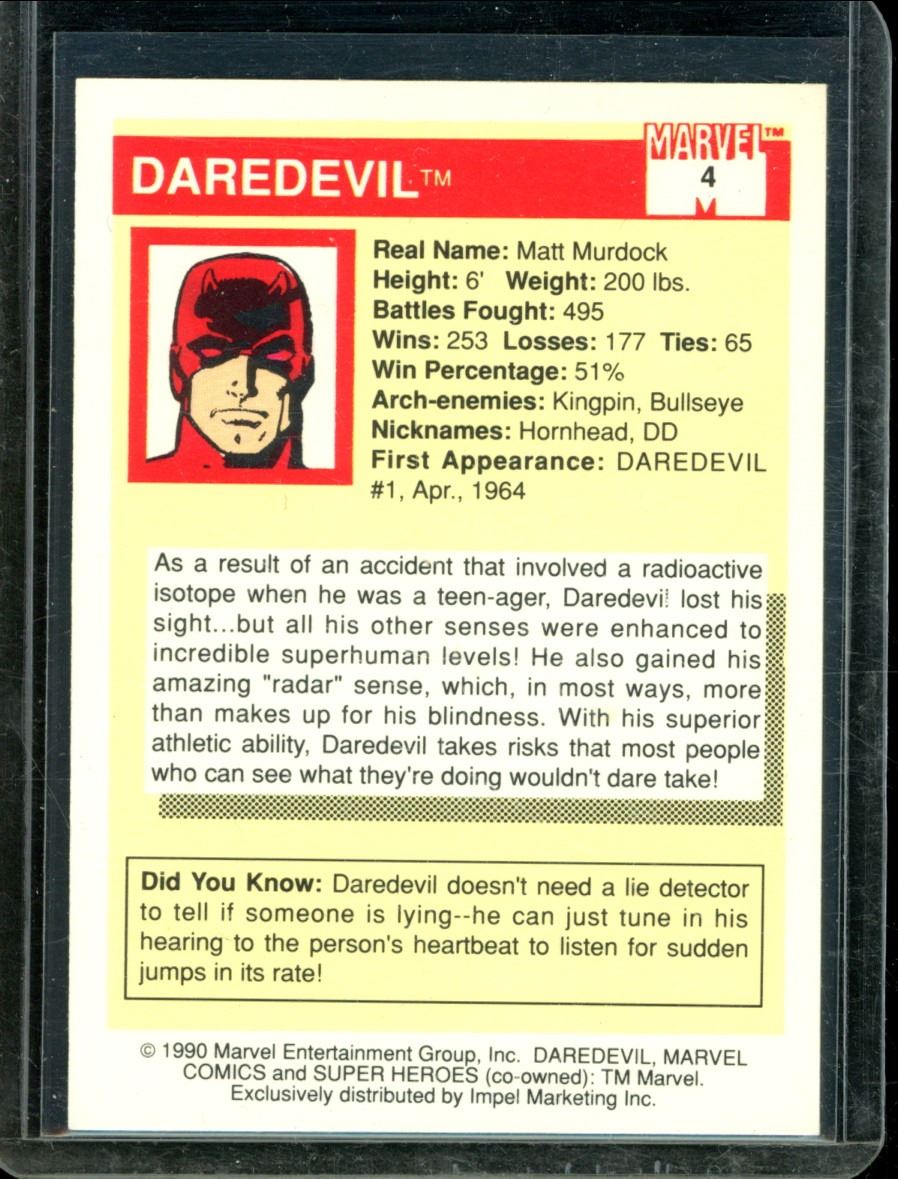 DAREDEVIL™
MARVEL™
4
Real Name: Matt Murdock
Height: 6' Weight: 200 lbs.
Battles Fought: 495
Wins: 253 Losses: 177 Ties: 65
Win Percentage: 51%
Arch-enemies: Kingpin, Bullseye
Nicknames: Hornhead, DD
First Appearance: DAREDEVIL
#1, Apr., 1964
As a result of an accident that involved a radioactive
isotope when he was a teen-ager, Daredevil lost his
sight...but all his other senses were enhanced to
incredible superhuman levels! He also gained his
amazing "radar" sense, which, in most ways, more
than makes up for his blindness. With his superior
athletic ability, Daredevil takes risks that most people
who can see what they're doing wouldn't dare take!
Did You Know: Daredevil doesn't need a lie detector
to tell if someone is lying--he can just tune in his
hearing to the person's heartbeat to listen for sudden
jumps in its rate!
© 1990 Marvel Entertainment Group, Inc. DAREDEVIL, MARVEL
COMICS and SUPER HEROES (co-owned): TM Marvel.
Exclusively distributed by Impel Marketing Inc.